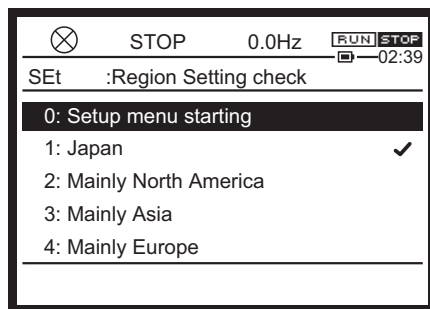 STOP 0.0Hz RUN STOP
02:39
SEt :Region Setting check
0: Setup menu starting
1: Japan
2: Mainly North America
3: Mainly Asia
4: Mainly Europe